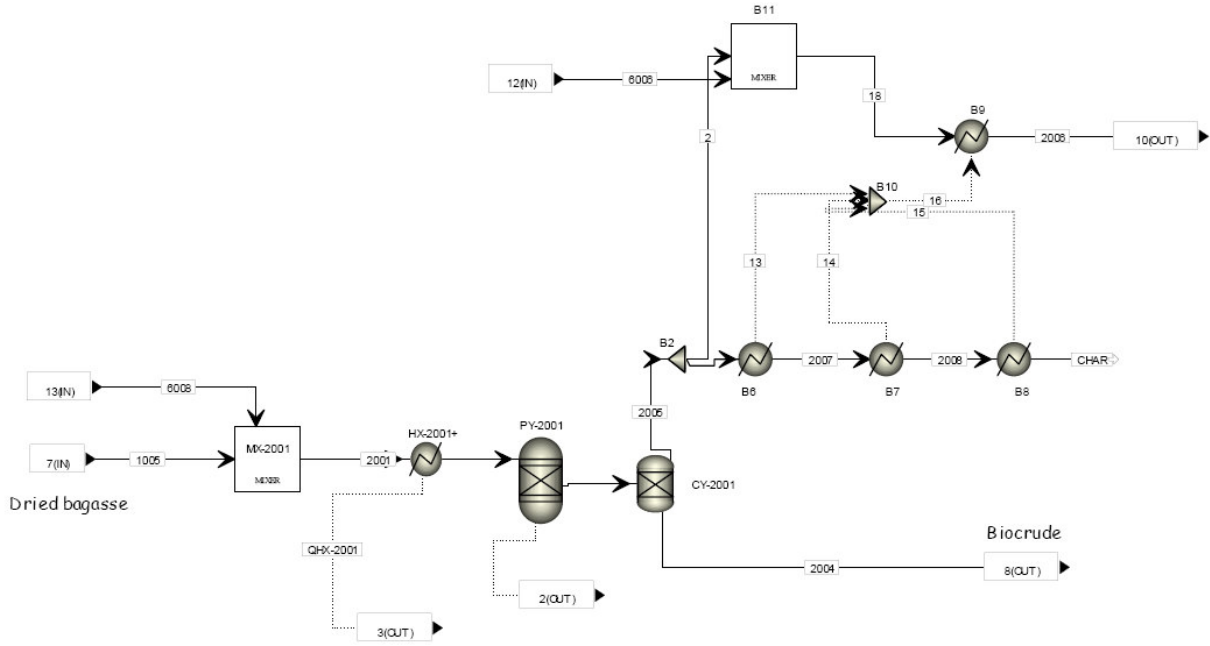 B11
MIXER
12(IN)
6006
18
B9
2006
10(OUT)
2
B10
16
15
13
14
B2
B6
2007
B7
2008
B8
CHAR
2005
13(IN)
6008
7(IN)
1005
MX-2001
MIXER
2001
HX-2001+
PY-2001
CY-2001
Dried bagasse
QHX-2001
3(OUT)
2(OUT)
2004
Biocrude
8(OUT)